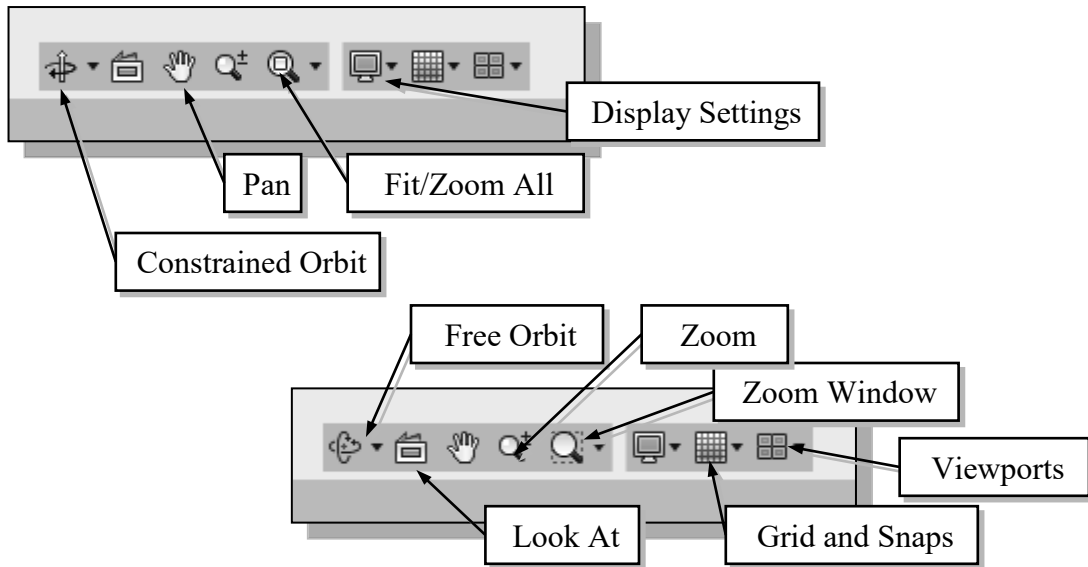 Display Settings
Pan
Fit/Zoom All
Constrained Orbit
Free Orbit
Zoom
Zoom Window
Viewports
Look At
Grid and Snaps